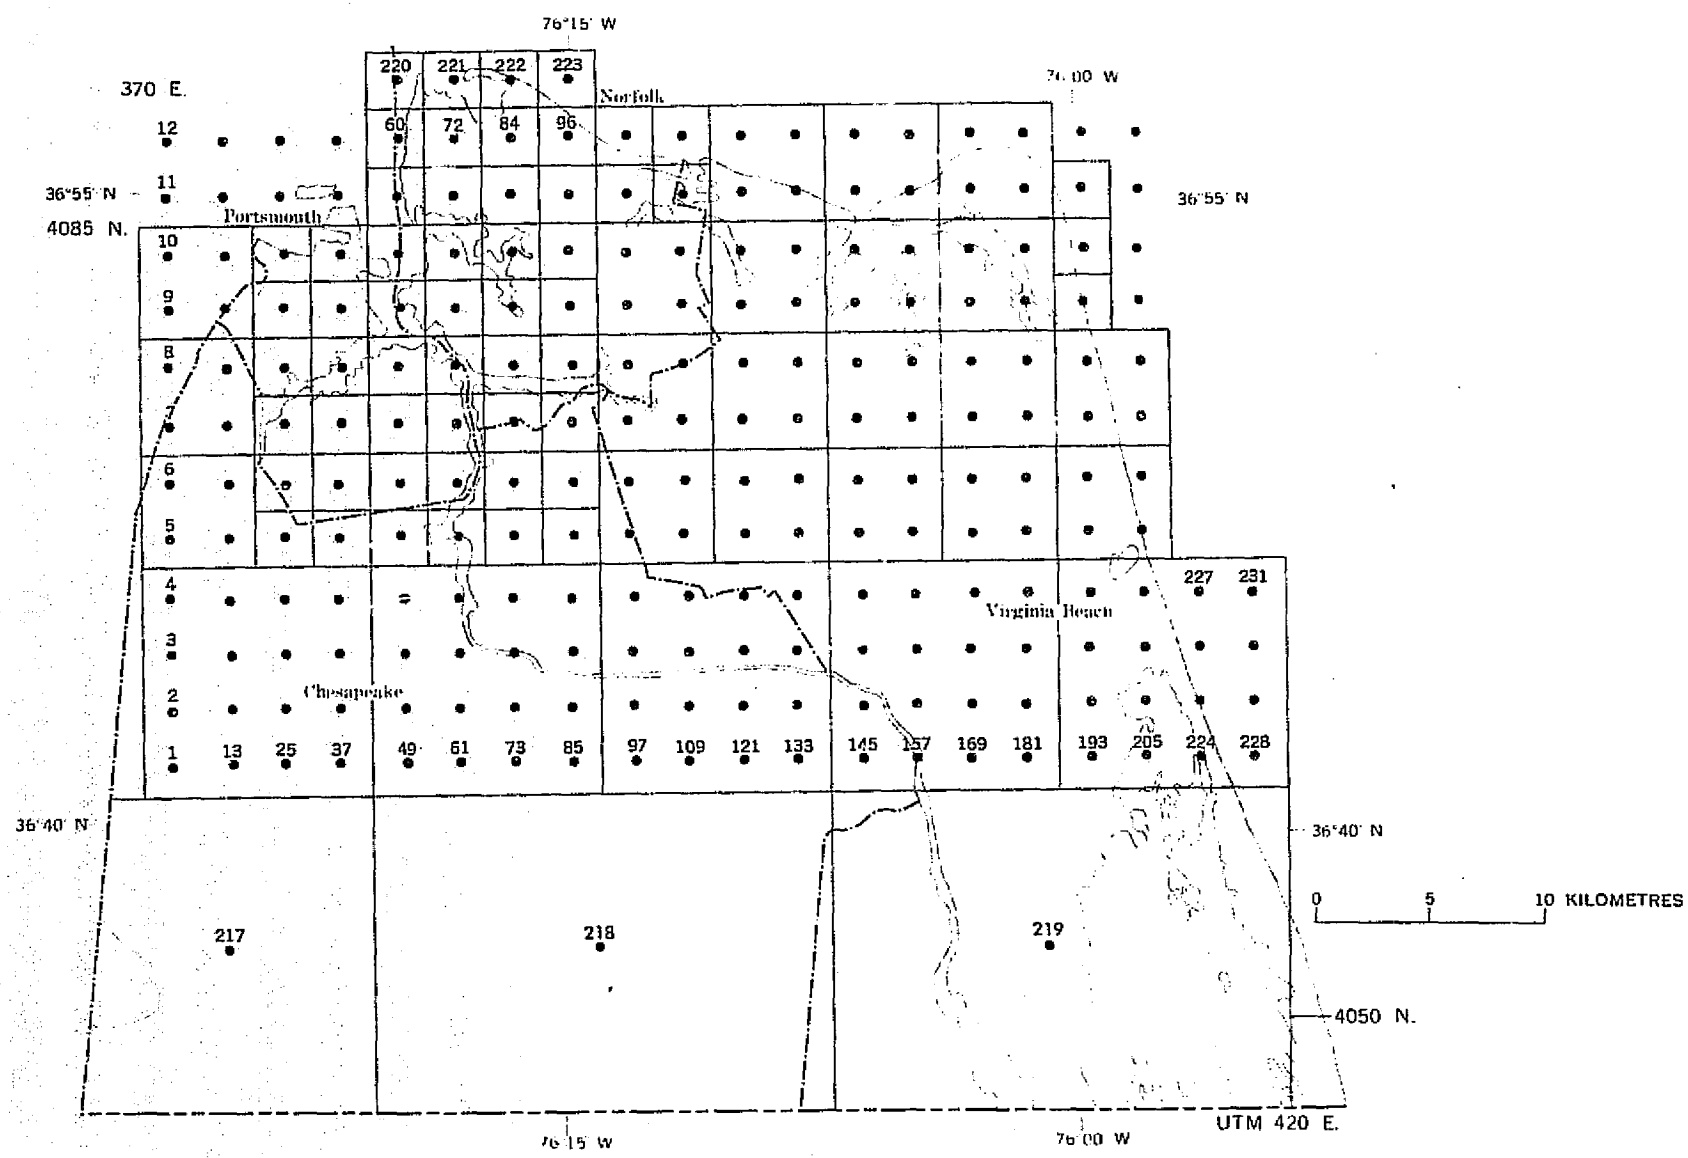 76°15' W
220 221 222 223
76 00 W
370 E.
Norfolk
12 60 72 84 96
11
36°55' N
36°55' N
Portsmouth
4085 N.
10
9
8
7
6
5
4
227 231
Virginia Beach
3
Chesapeake
2
1 13 25 37 49 61 73 85 97 109 121 133 145 157 169 181 193 205 224 228
36°40' N
36°40' N
0 5 10 KILOMETRES
217 218 219
4050 N.
UTM 420 E.
76 15 W
76 00 W